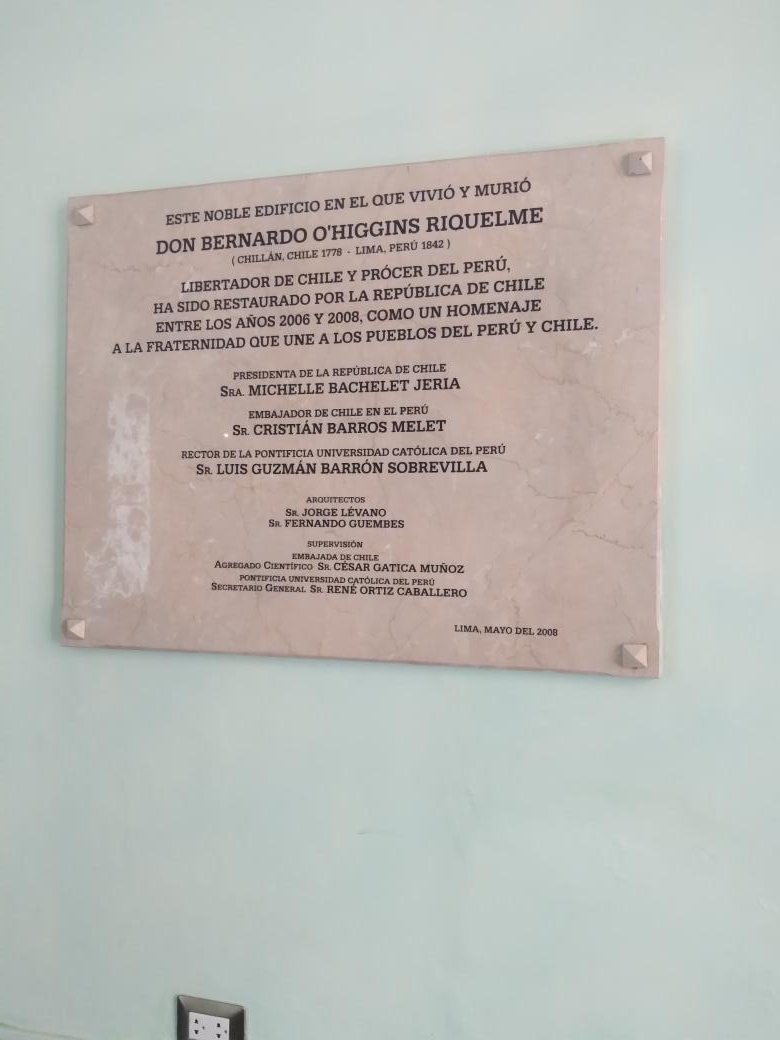 ESTE NOBLE EDIFICIO EN EL QUE VIVIÓ Y MURIÓ
DON BERNARDO O'HIGGINS RIQUELME
( CHILLÁN, CHILE 1778 - LIMA, PERÚ 1842 )
LIBERTADOR DE CHILE Y PRÓCER DEL PERÚ,
HA SIDO RESTAURADO POR LA REPÚBLICA DE CHILE
ENTRE LOS AÑOS 2006 Y 2008, COMO UN HOMENAJE
A LA FRATERNIDAD QUE UNE A LOS PUEBLOS DEL PERÚ Y CHILE.
PRESIDENTA DE LA REPÚBLICA DE CHILE
SRA. MICHELLE BACHELET JERIA
EMBAJADOR DE CHILE EN EL PERÚ
SR. CRISTIÁN BARROS MELET
RECTOR DE LA PONTIFICIA UNIVERSIDAD CATÓLICA DEL PERÚ
SR. LUIS GUZMÁN BARRÓN SOBREVILLA
ARQUITECTOS
SR. JORGE LÉVANO
SR. FERNANDO GUEMBES
SUPERVISIÓN
EMBAJADA DE CHILE
AGREGADO CIENTÍFICO SR. CÉSAR GATICA MUÑOZ
PONTIFICIA UNIVERSIDAD CATÓLICA DEL PERÚ
SECRETARIO GENERAL SR. RENÉ ORTIZ CABALLERO
LIMA, MAYO DEL 2008